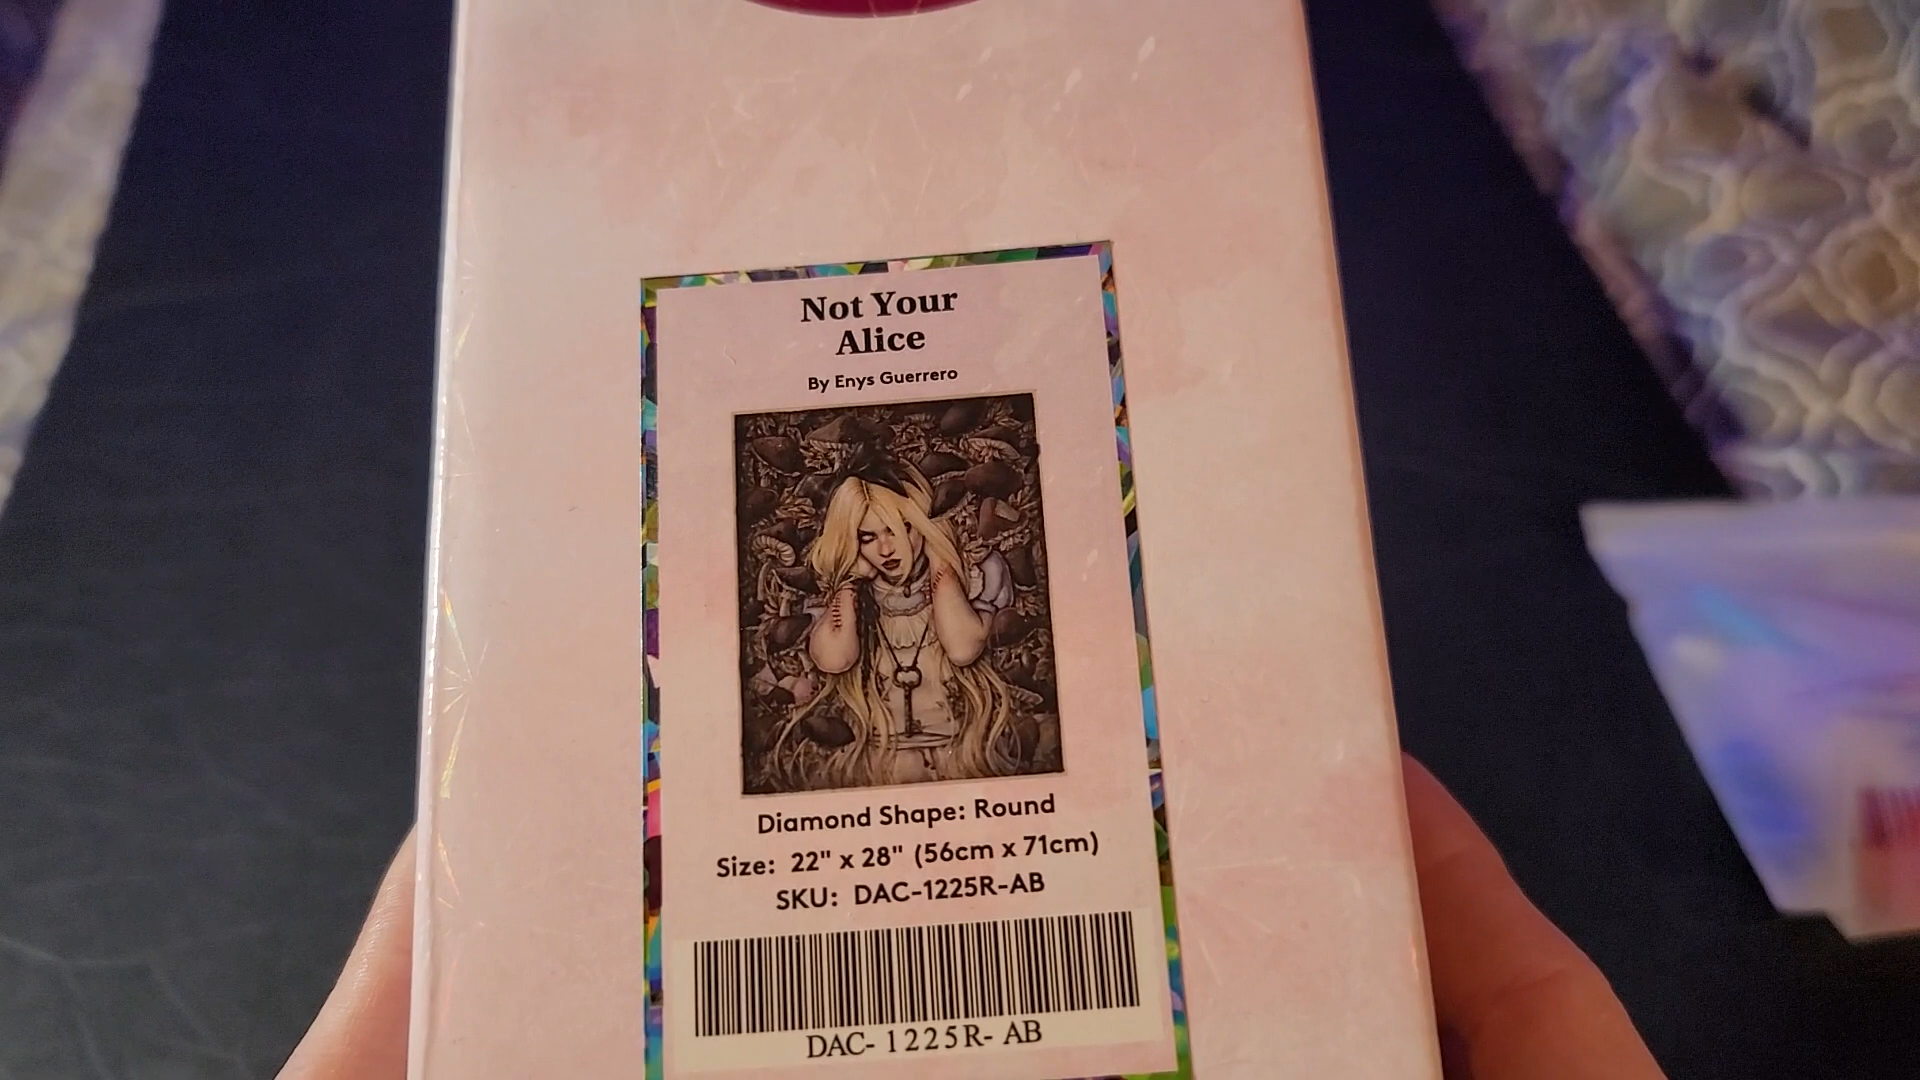 Not Your
Alice
By Enys Guerrero
Diamond Shape: Round
Size: 22" x 28" (56cm x 71cm)
SKU: DAC-1225R-AB
DAC- 1225R- AB